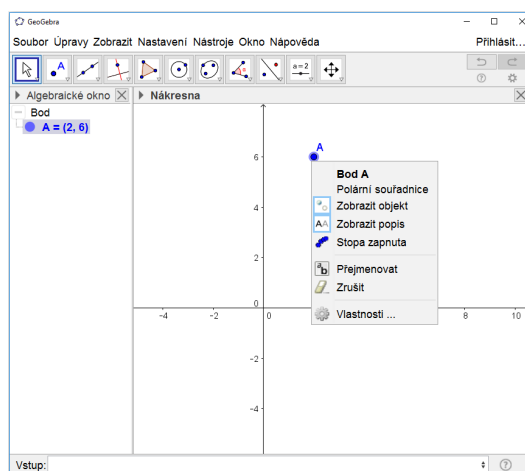 GeoGebra
Soubor Úpravy Zobrazit Nastavení Nástroje Okno Nápověda Přihlásit...
A a=2
Algebraické okno Nákresna
Bod
A = (2, 6)
A
6
4
2
0
-2
-4
-4 -2 0 8 10
Bod A
Polární souřadnice
Zobrazit objekt
AA Zobrazit popis
Stopa zapnuta
ab Přejmenovat
Zrušit
Vlastnosti ...
Vstup: